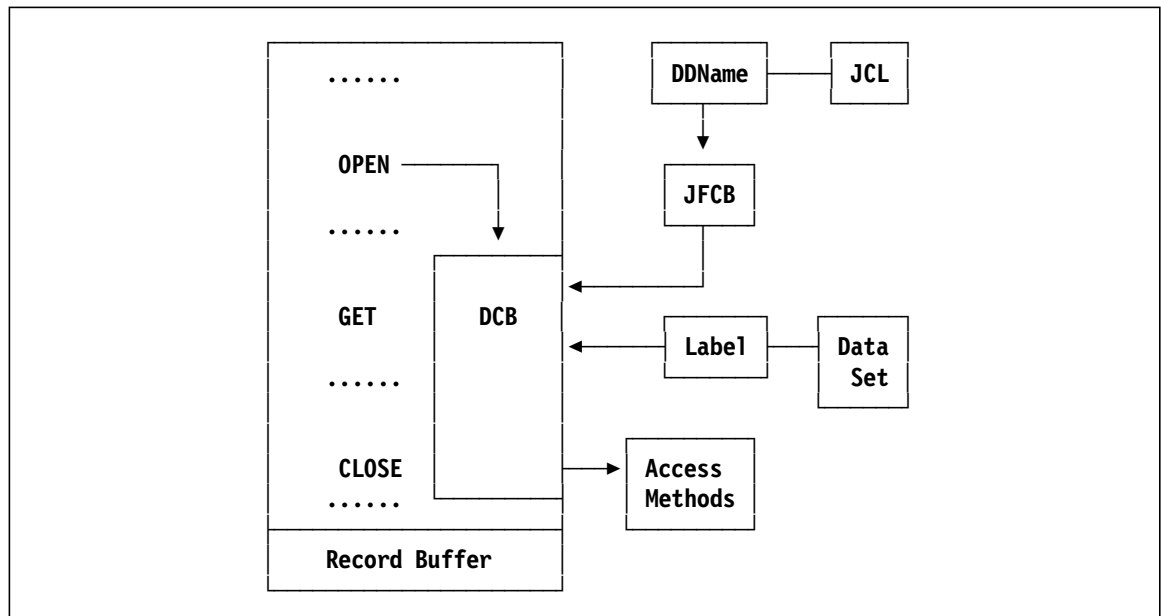 ......
DDName
JCL
OPEN
JFCB
......
GET
DCB
Label
Data
Set
......
CLOSE
Access
Methods
......
Record Buffer